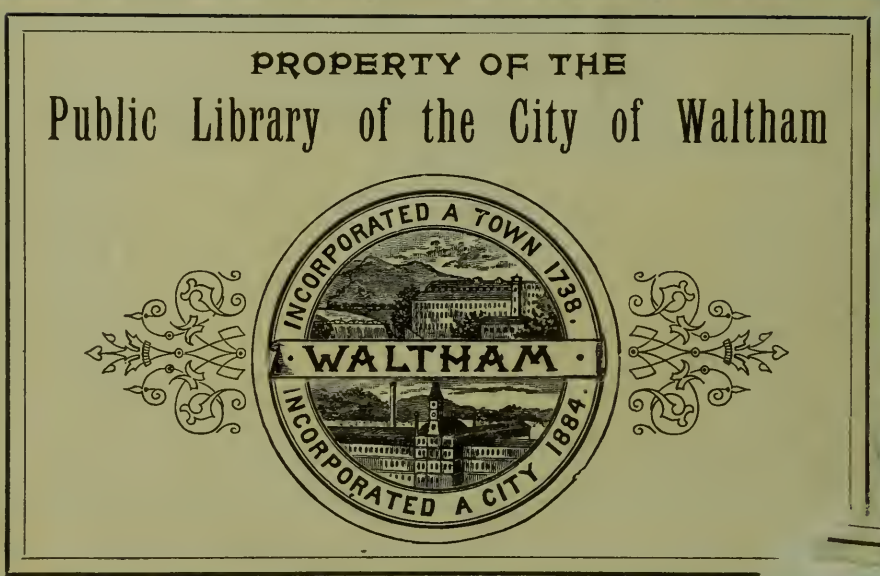 PROPERTY OF THE
Public Library of the City of Waltham
INCORPORATED A TOWN 1738.
· WALTHAM ·
INCORPORATED A CITY 1884.